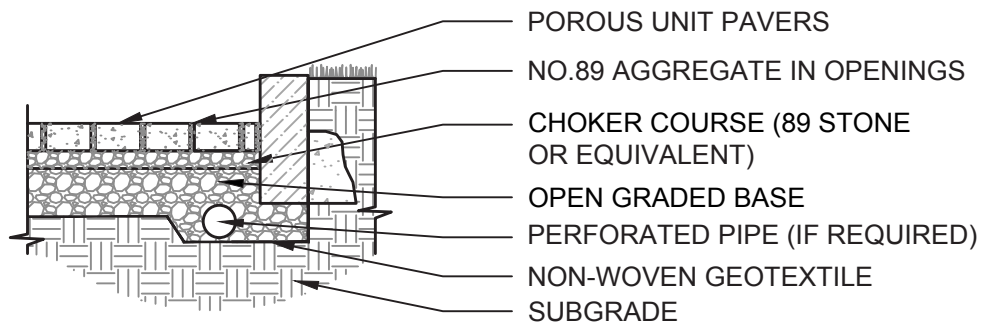 POROUS UNIT PAVERS
NO.89 AGGREGATE IN OPENINGS
CHOKER COURSE (89 STONE
OR EQUIVALENT)
OPEN GRADED BASE
PERFORATED PIPE (IF REQUIRED)
NON-WOVEN GEOTEXTILE
SUBGRADE